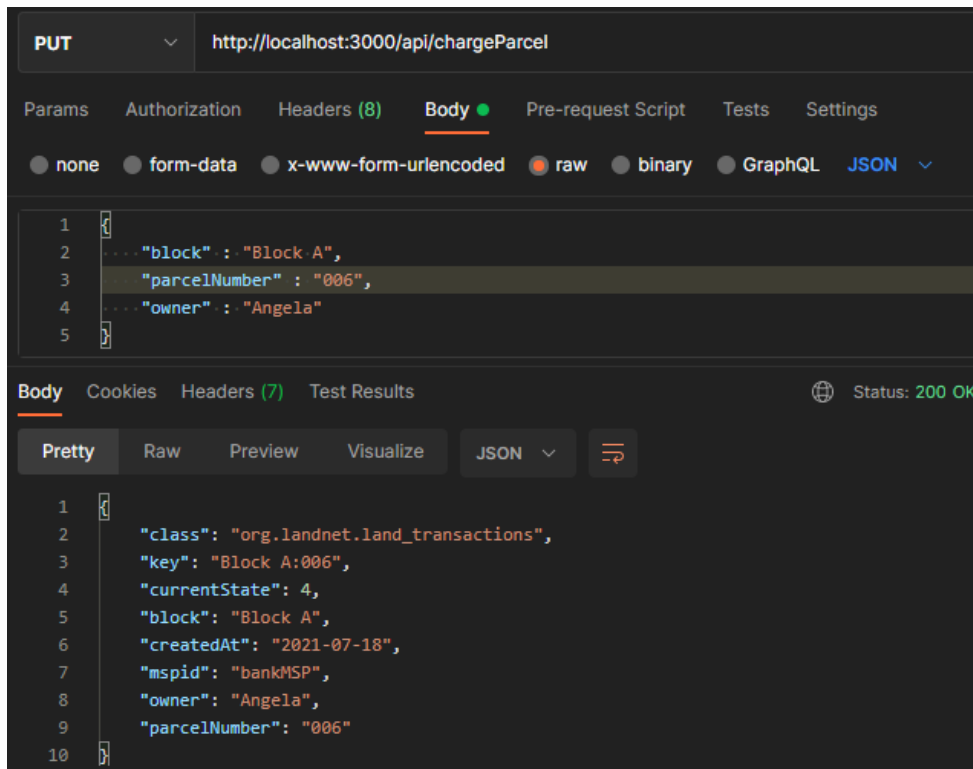 PUT http://localhost:3000/api/chargeParcel
Params Authorization Headers (8) Body Pre-request Script Tests Settings
none form-data x-www-form-urlencoded raw binary GraphQL JSON
1 {
2 "block" : "Block A",
3 "parcelNumber" : "006",
4 "owner" : "Angela"
5 }
Body Cookies Headers (7) Test Results Status: 200 OK
Pretty Raw Preview Visualize JSON
1 {
2 "class": "org.landnet.land_transactions",
3 "key": "Block A:006",
4 "currentState": 4,
5 "block": "Block A",
6 "createdAt": "2021-07-18",
7 "mspid": "bankMSP",
8 "owner": "Angela",
9 "parcelNumber": "006"
10 }